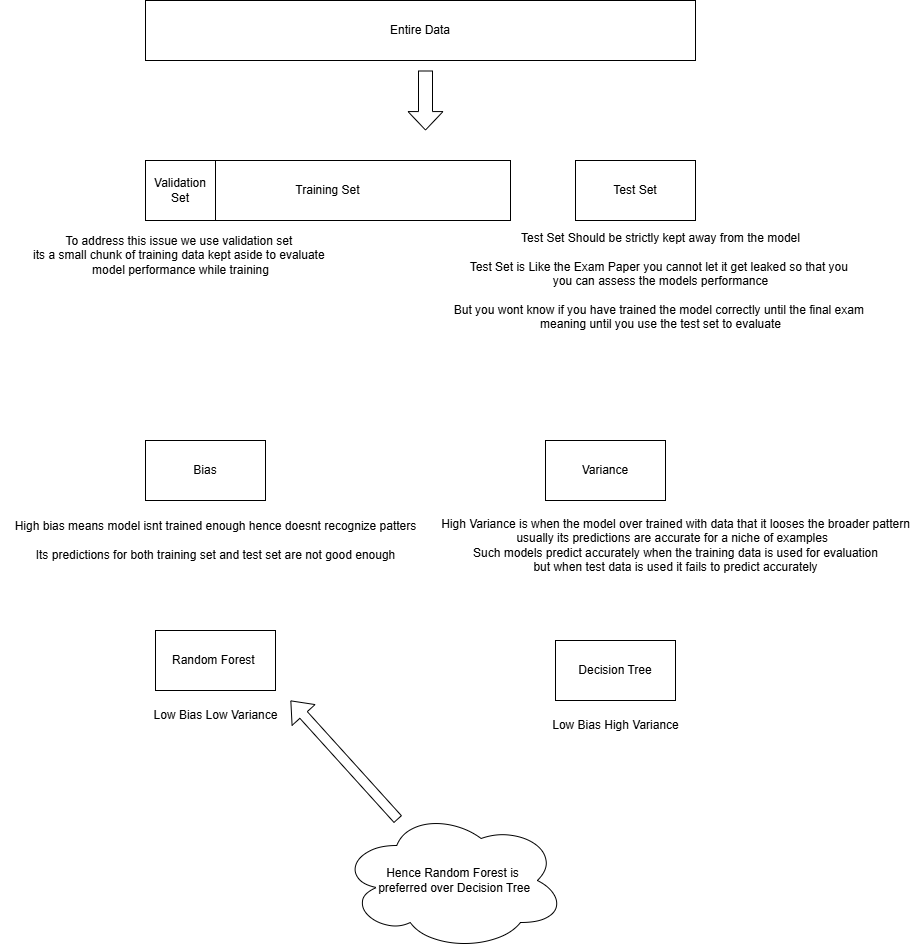 Entire Data
Validation
Set
Training Set
Test Set
To address this issue we use validation set
its a small chunk of training data kept aside to evaluate
model performance while training
Test Set Should be strictly kept away from the model
Test Set is Like the Exam Paper you cannot let it get leaked so that you
you can assess the models performance
But you wont know if you have trained the model correctly until the final exam
meaning until you use the test set to evaluate
Bias
Variance
High bias means model isnt trained enough hence doesnt recognize patters
Its predictions for both training set and test set are not good enough
High Variance is when the model over trained with data that it looses the broader pattern
usually its predictions are accurate for a niche of examples
Such models predict accurately when the training data is used for evaluation
but when test data is used it fails to predict accurately
Random Forest
Decision Tree
Low Bias Low Variance
Low Bias High Variance
Hence Random Forest is
preferred over Decision Tree